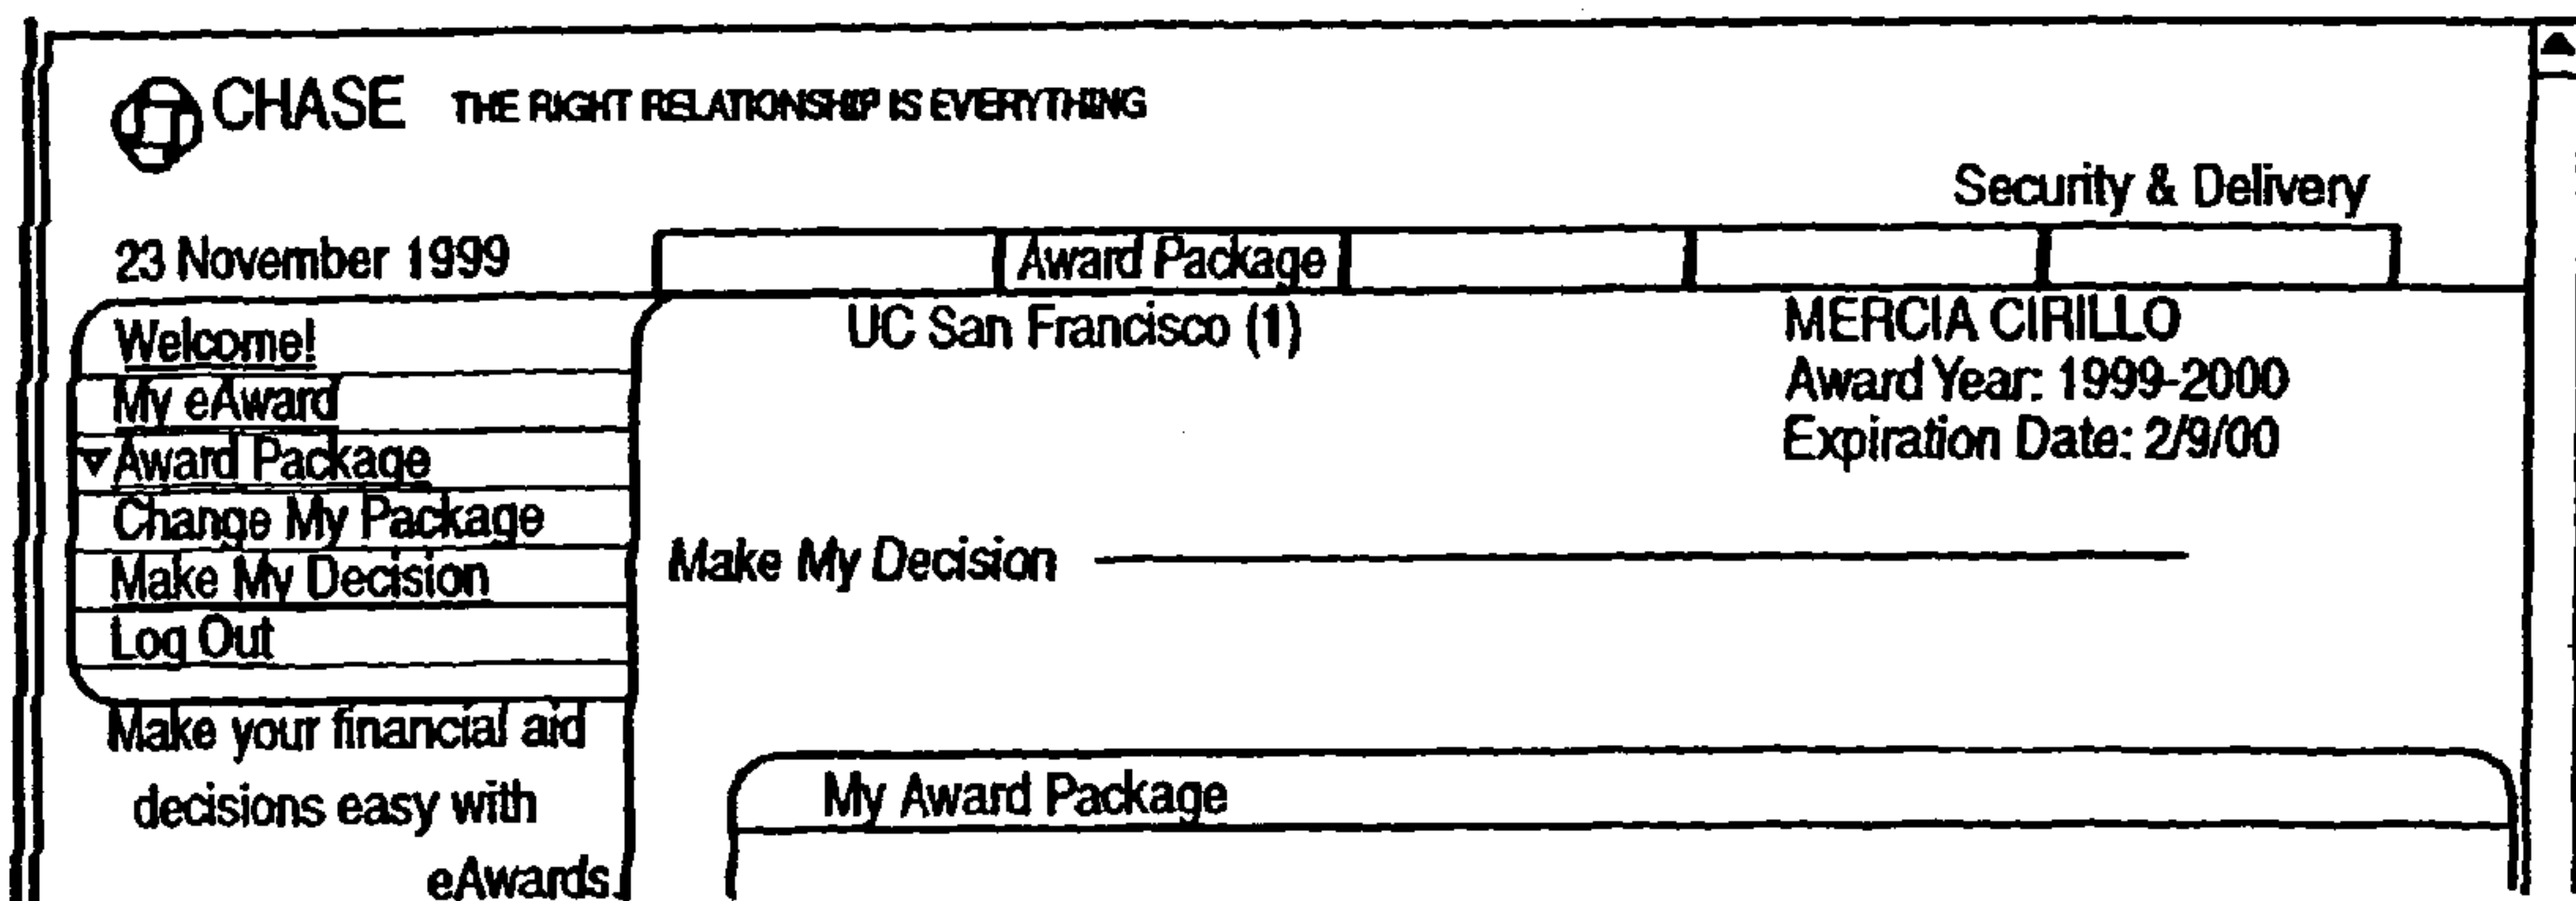 CHASE THE RIGHT RELATIONSHIP IS EVERYTHING
Security & Delivery
23 November 1999
Award Package
Welcome!
My eAward
Award Package
Change My Package
Make My Decision
Log Out
Make your financial aid
decisions easy with
eAwards.
UC San Francisco (1)
MERCIA CIRILLO
Award Year: 1999-2000
Expiration Date: 2/9/00
Make My Decision
My Award Package